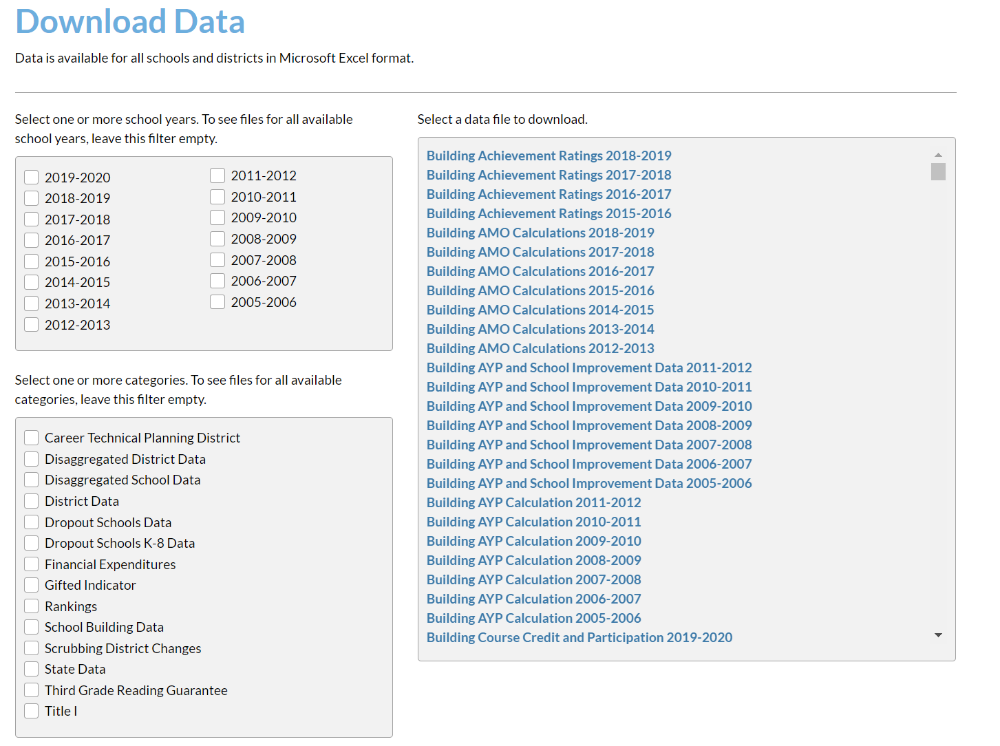 Download Data
Data is available for all schools and districts in Microsoft Excel format.
Select one or more school years. To see files for all available
school years, leave this filter empty.
2019-2020
2018-2019
2017-2018
2016-2017
2015-2016
2014-2015
2013-2014
2012-2013
2011-2012
2010-2011
2009-2010
2008-2009
2007-2008
2006-2007
2005-2006
Select one or more categories. To see files for all available
categories, leave this filter empty.
Career Technical Planning District
Disaggregated District Data
Disaggregated School Data
District Data
Dropout Schools Data
Dropout Schools K-8 Data
Financial Expenditures
Gifted Indicator
Rankings
School Building Data
Scrubbing District Changes
State Data
Third Grade Reading Guarantee
Title I
Select a data file to download.
Building Achievement Ratings 2018-2019
Building Achievement Ratings 2017-2018
Building Achievement Ratings 2016-2017
Building Achievement Ratings 2015-2016
Building AMO Calculations 2018-2019
Building AMO Calculations 2017-2018
Building AMO Calculations 2016-2017
Building AMO Calculations 2015-2016
Building AMO Calculations 2014-2015
Building AMO Calculations 2013-2014
Building AMO Calculations 2012-2013
Building AYP and School Improvement Data 2011-2012
Building AYP and School Improvement Data 2010-2011
Building AYP and School Improvement Data 2009-2010
Building AYP and School Improvement Data 2008-2009
Building AYP and School Improvement Data 2007-2008
Building AYP and School Improvement Data 2006-2007
Building AYP and School Improvement Data 2005-2006
Building AYP Calculation 2011-2012
Building AYP Calculation 2010-2011
Building AYP Calculation 2009-2010
Building AYP Calculation 2008-2009
Building AYP Calculation 2007-2008
Building AYP Calculation 2006-2007
Building AYP Calculation 2005-2006
Building Course Credit and Participation 2019-2020